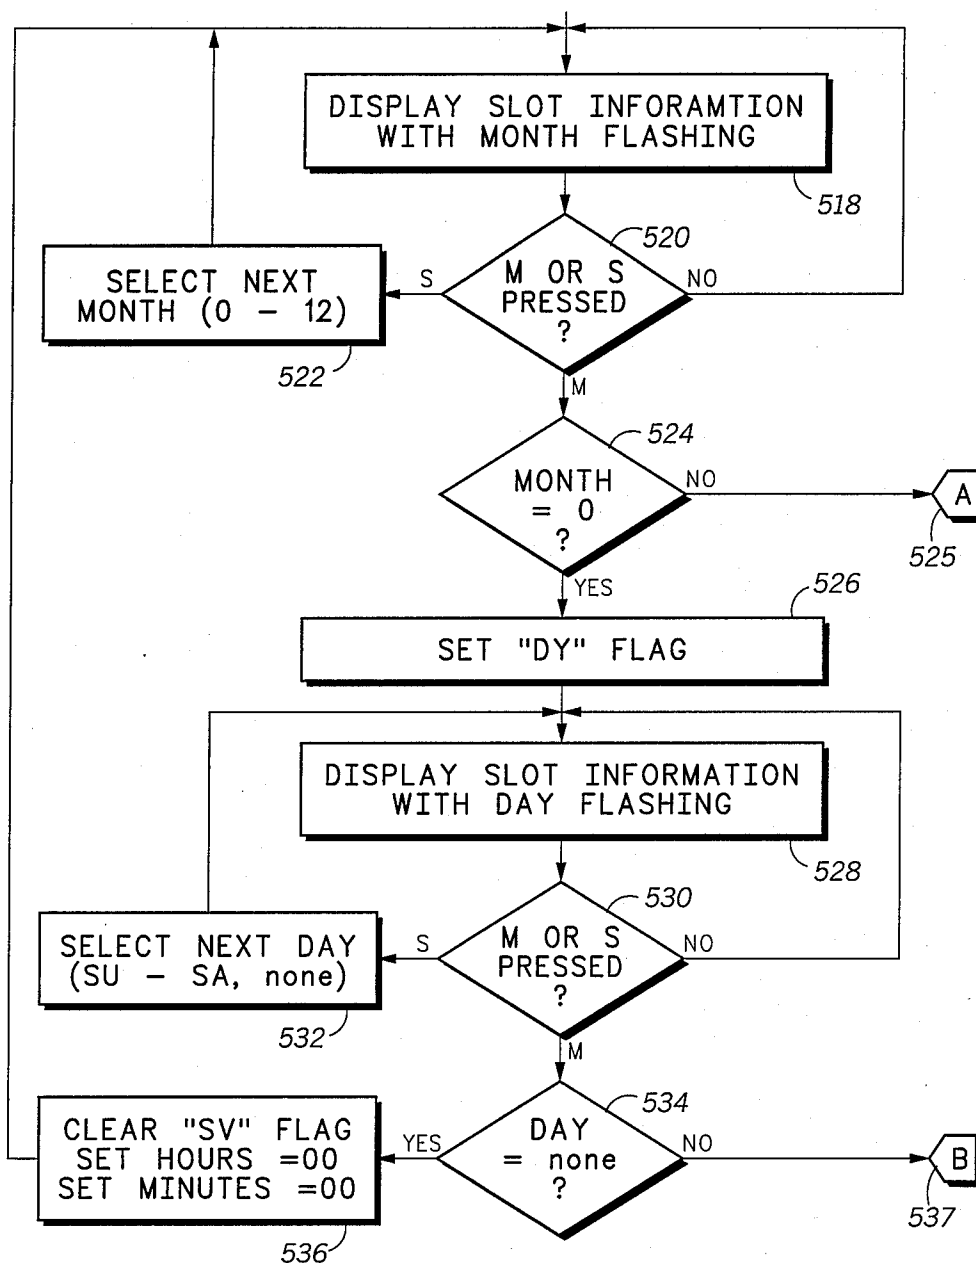 DISPLAY SLOT INFORAMTION
WITH MONTH FLASHING
518
520
M OR S
PRESSED
?
S
NO
SELECT NEXT
MONTH (0 - 12)
522
M
524
MONTH
= 0
?
NO
A
525
YES
526
SET "DY" FLAG
DISPLAY SLOT INFORMATION
WITH DAY FLASHING
528
530
M OR S
PRESSED
?
S
NO
SELECT NEXT DAY
(SU - SA, none)
532
M
534
DAY
= none
?
YES
NO
CLEAR "SV" FLAG
SET HOURS =00
SET MINUTES =00
536
B
537